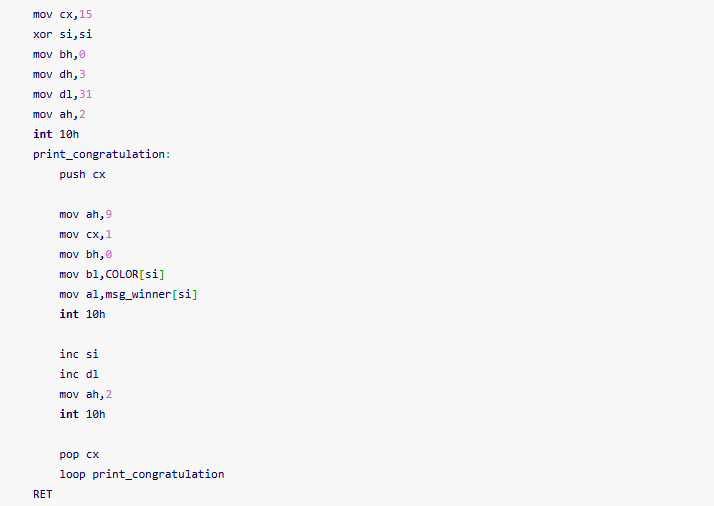 mov cx,15
xor si,si
mov bh,0
mov dh,3
mov dl,31
mov ah,2
int 10h
print_congratulation:
push cx
mov ah,9
mov cx,1
mov bh,0
mov bl,COLOR[si]
mov al,msg_winner[si]
int 10h
inc si
inc dl
mov ah,2
int 10h
pop cx
loop print_congratulation
RET